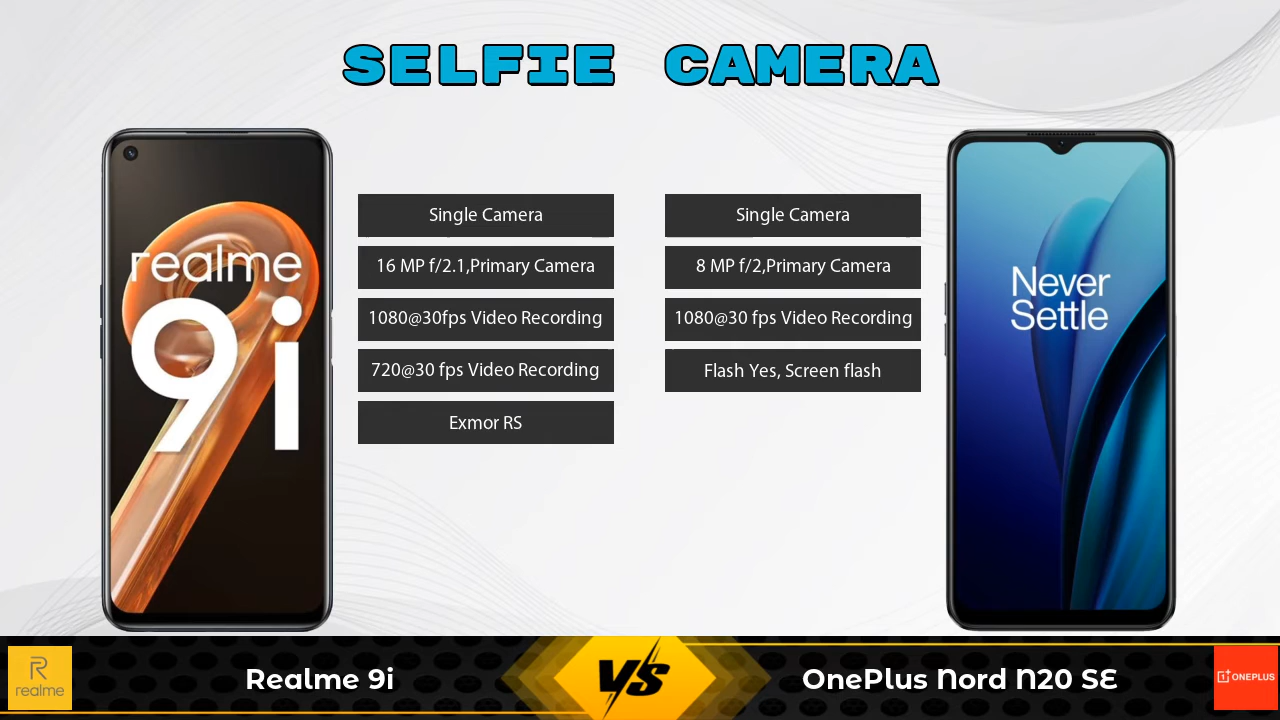 SELFIE CAMERA
realme
9i
Single Camera
16 MP f/2.1,Primary Camera
1080@30fps Video Recording
720@30 fps Video Recording
Exmor RS
Single Camera
8 MP f/2,Primary Camera
1080@30 fps Video Recording
Flash Yes, Screen flash
Never
Settle
R
realme
Realme 9i
VS
OnePlus Nord N20 SE
1+ ONEPLUS